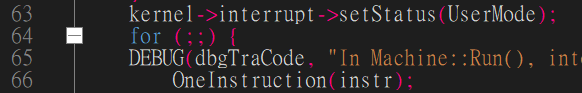 63 kernel->interrupt->setStatus(UserMode);
64 for (;;) {
65 DEBUG(dbgTraCode, "In Machine::Run(), int
66 OneInstruction(instr);